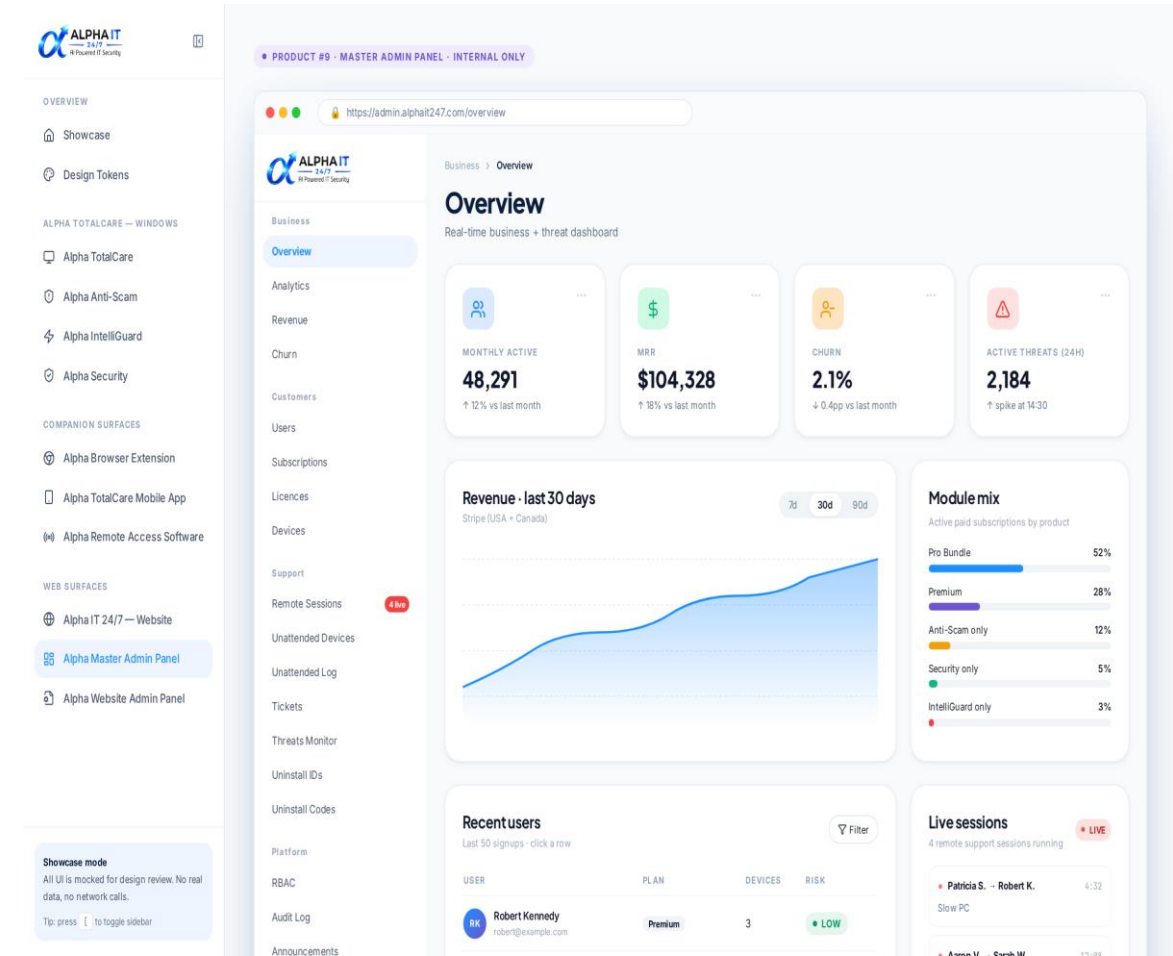 ALPHA IT
24/7
AI Powered IT Security
OVERVIEW
Showcase
Design Tokens
ALPHA TOTALCARE — WINDOWS
Alpha TotalCare
Alpha Anti-Scam
Alpha IntelliGuard
Alpha Security
COMPANION SURFACES
Alpha Browser Extension
Alpha TotalCare Mobile App
Alpha Remote Access Software
WEB SURFACES
Alpha IT 24/7 — Website
Alpha Master Admin Panel
Alpha Website Admin Panel
Showcase mode
All UI is mocked for design review. No real
data, no network calls.
Tip: press [ to toggle sidebar
PRODUCT #9 · MASTER ADMIN PANEL · INTERNAL ONLY
https://admin.alphait247.com/overview
ALPHA IT
24/7
AI Powered IT Security
Business
Overview
Analytics
Revenue
Churn
Customers
Users
Subscriptions
Licences
Devices
Support
Remote Sessions 4 live
Unattended Devices
Unattended Log
Tickets
Threats Monitor
Uninstall IDs
Uninstall Codes
Platform
RBAC
Audit Log
Announcements
Business > Overview
Overview
Real-time business + threat dashboard
MONTHLY ACTIVE
48,291
↑ 12% vs last month
MRR
$104,328
↑ 18% vs last month
CHURN
2.1%
↓ 0.4pp vs last month
ACTIVE THREATS (24H)
2,184
↑ spike at 14:30
Revenue · last 30 days
Stripe (USA + Canada)
7d 30d 90d
Module mix
Active paid subscriptions by product
Pro Bundle 52%
Premium 28%
Anti-Scam only 12%
Security only 5%
IntelliGuard only 3%
Recent users
Last 50 signups · click a row
Filter
USER PLAN DEVICES RISK
RK Robert Kennedy Premium 3 LOW
robert@example.com
Live sessions
4 remote support sessions running
LIVE
Patricia S. → Robert K. 4:32
Slow PC
Aaron V. → Sarah W.